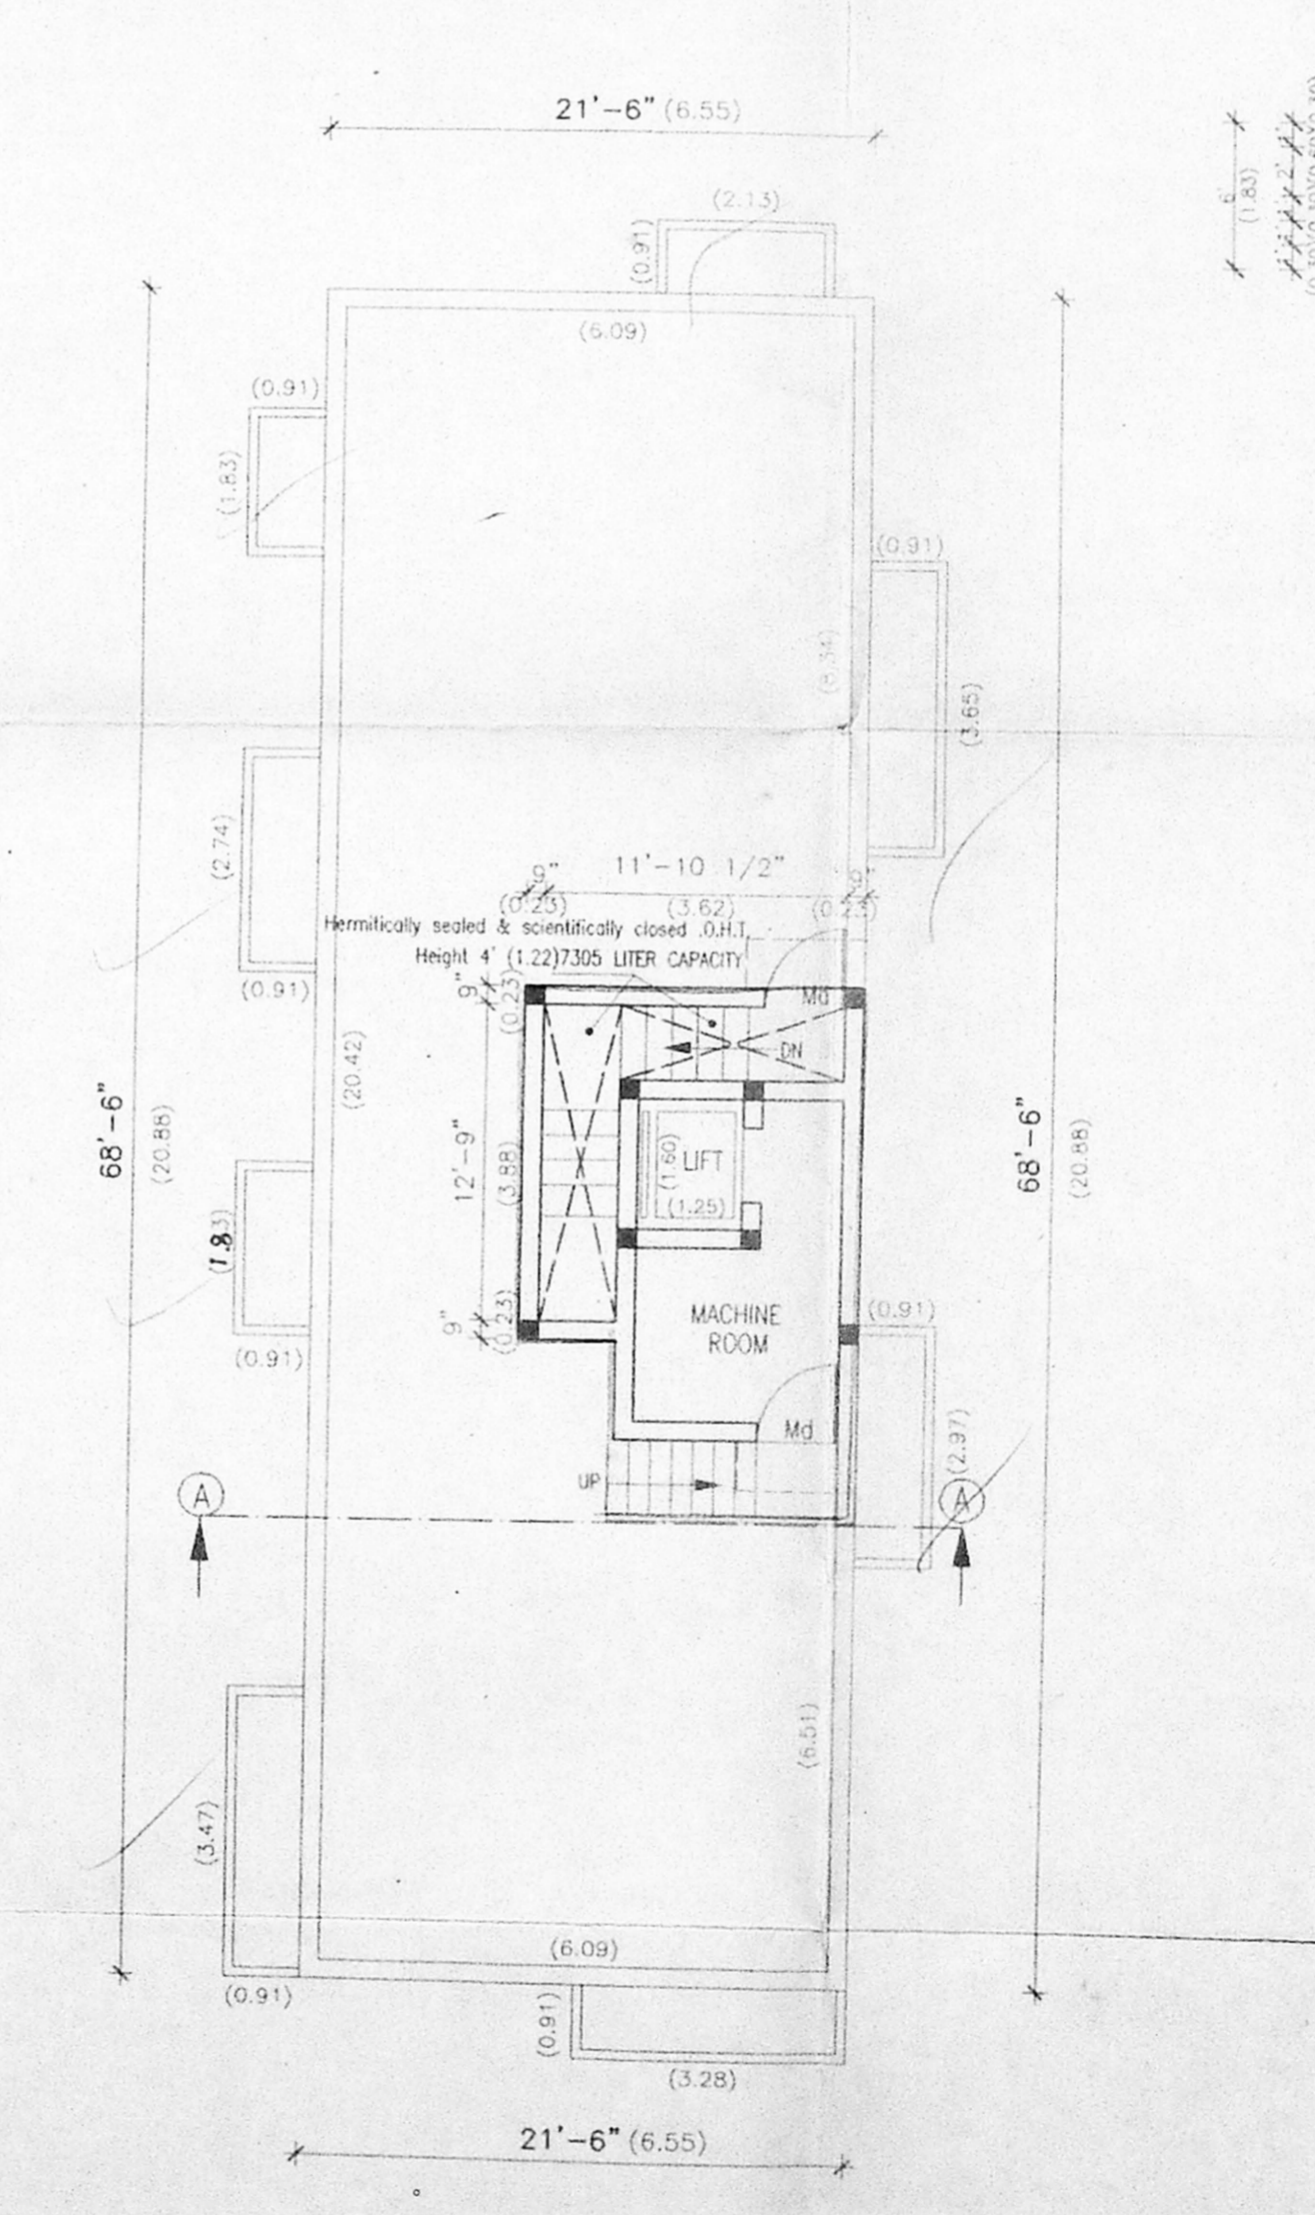 21'-6" (6.55)
6'
(1.83)
(2.13)
(0.91)
(6.09)
(0.91)
(1.83)
(0.91)
(8.34)
(3.65)
(2.74)
(0.91)
9" 11'-10 1/2" 9"
(0.23) (3.62) (0.23)
Hermitically sealed & scientifically closed .O.H.T.
Height 4' (1.22)7305 LITER CAPACITY
9"
(0.23)
Md
DN
(20.42)
68'-6"
(20.88)
12'-9"
(3.88)
LIFT
(1.60)
(1.25)
68'-6"
(20.88)
(1.83)
(0.91)
9"
(0.23)
MACHINE
ROOM
(0.91)
Md
(2.97)
UP
A
A
(6.51)
(3.47)
(0.91)
(6.09)
(0.91)
(3.28)
21'-6" (6.55)